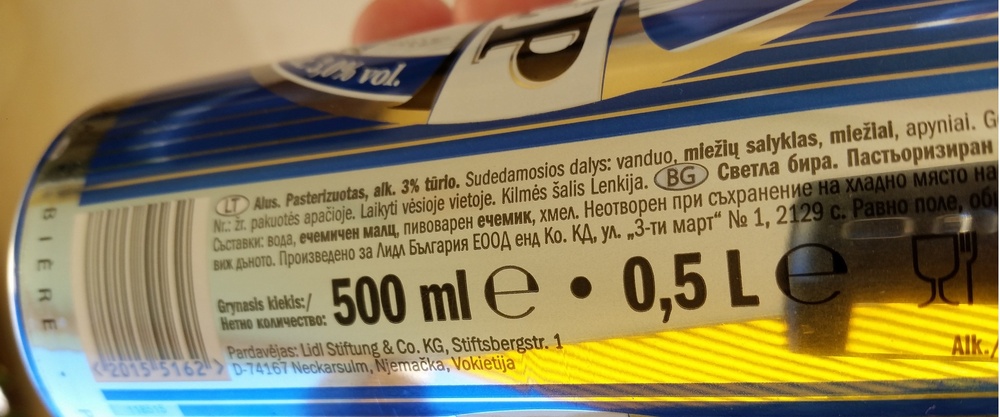 3,0% vol.
P
BIÈRE
LT Alus. Pasterizuotas, alk. 3% tūrio. Sudedamosios dalys: vanduo, miežių salyklas, miežiai, apyniai. G
Nr.: žr. pakuotės apačioje. Laikyti vėsioje vietoje. Kilmės šalis Lenkija. BG Светла бира. Пастьоризиран
Съставки: вода, ечемичен малц, пивоварен ечемик, хмел. Неотворен при съхранение на хладно място на
виж дъното. Произведено за Лидл България ЕООД енд Ко. КД, ул. „3-ти март“ № 1, 2129 с. Равно поле, общ
Grynasis kiekis:/
Нетно количество:
500 ml e • 0,5 L e
Pardavėjas: Lidl Stiftung & Co. KG, Stiftsbergstr. 1
D-74167 Neckarsulm, Njemačka, Vokietija
< 2015 5162 >
Alk./